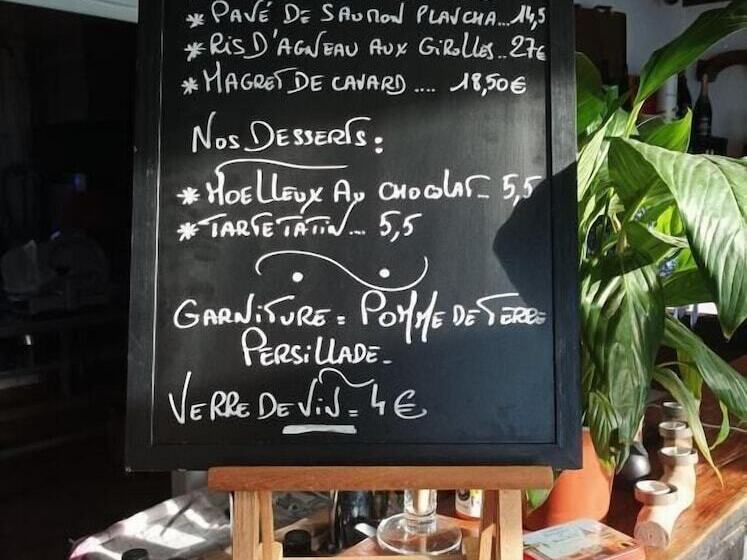 * PAVÉ DE SAUMON PLANCHA...14,5
* RIS D'AGNEAU AUX GIROLLES..27€
* MAGRET DE CANARD.... 18,50€
NOS DESSERTS:
* MOELLEUX AU CHOCOLAT... 5,5
* TARTE TATIN... 5,5
GARNITURE = POMME DE TERRE
PERSILLADE.
VERRE DE VIN = 4€